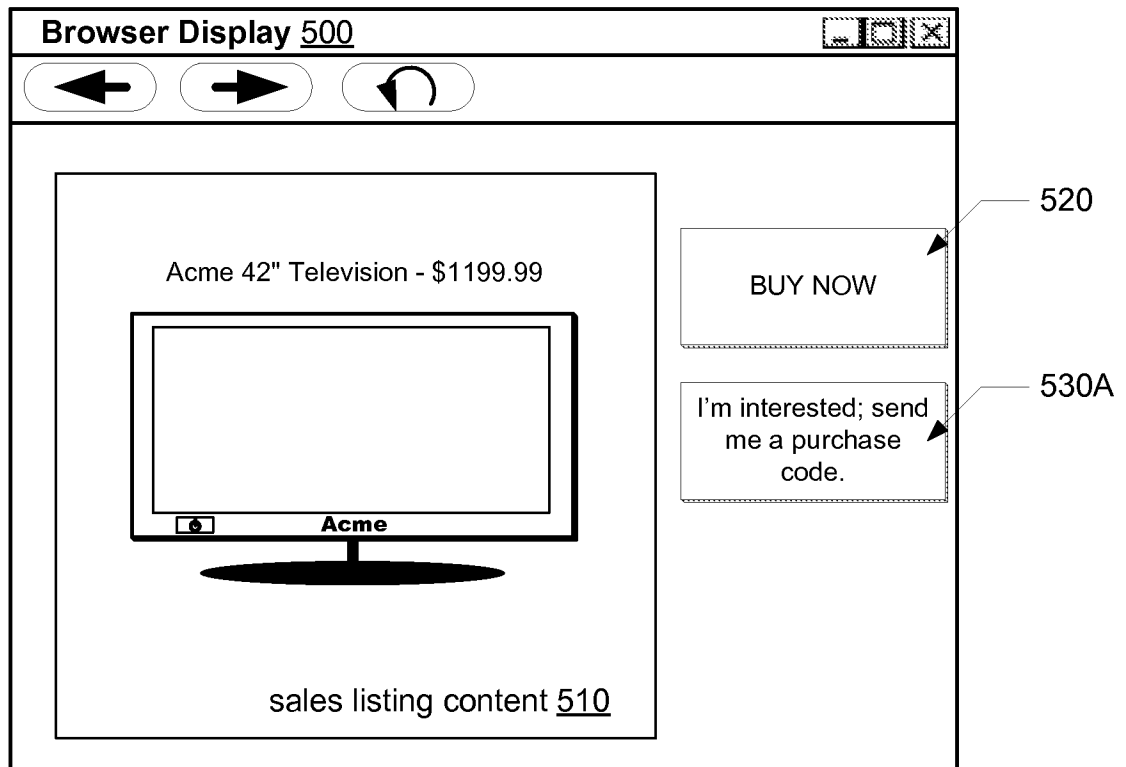 Browser Display 500
Acme 42" Television - $1199.99
Acme
sales listing content 510
BUY NOW
520
I'm interested; send
me a purchase
code.
530A